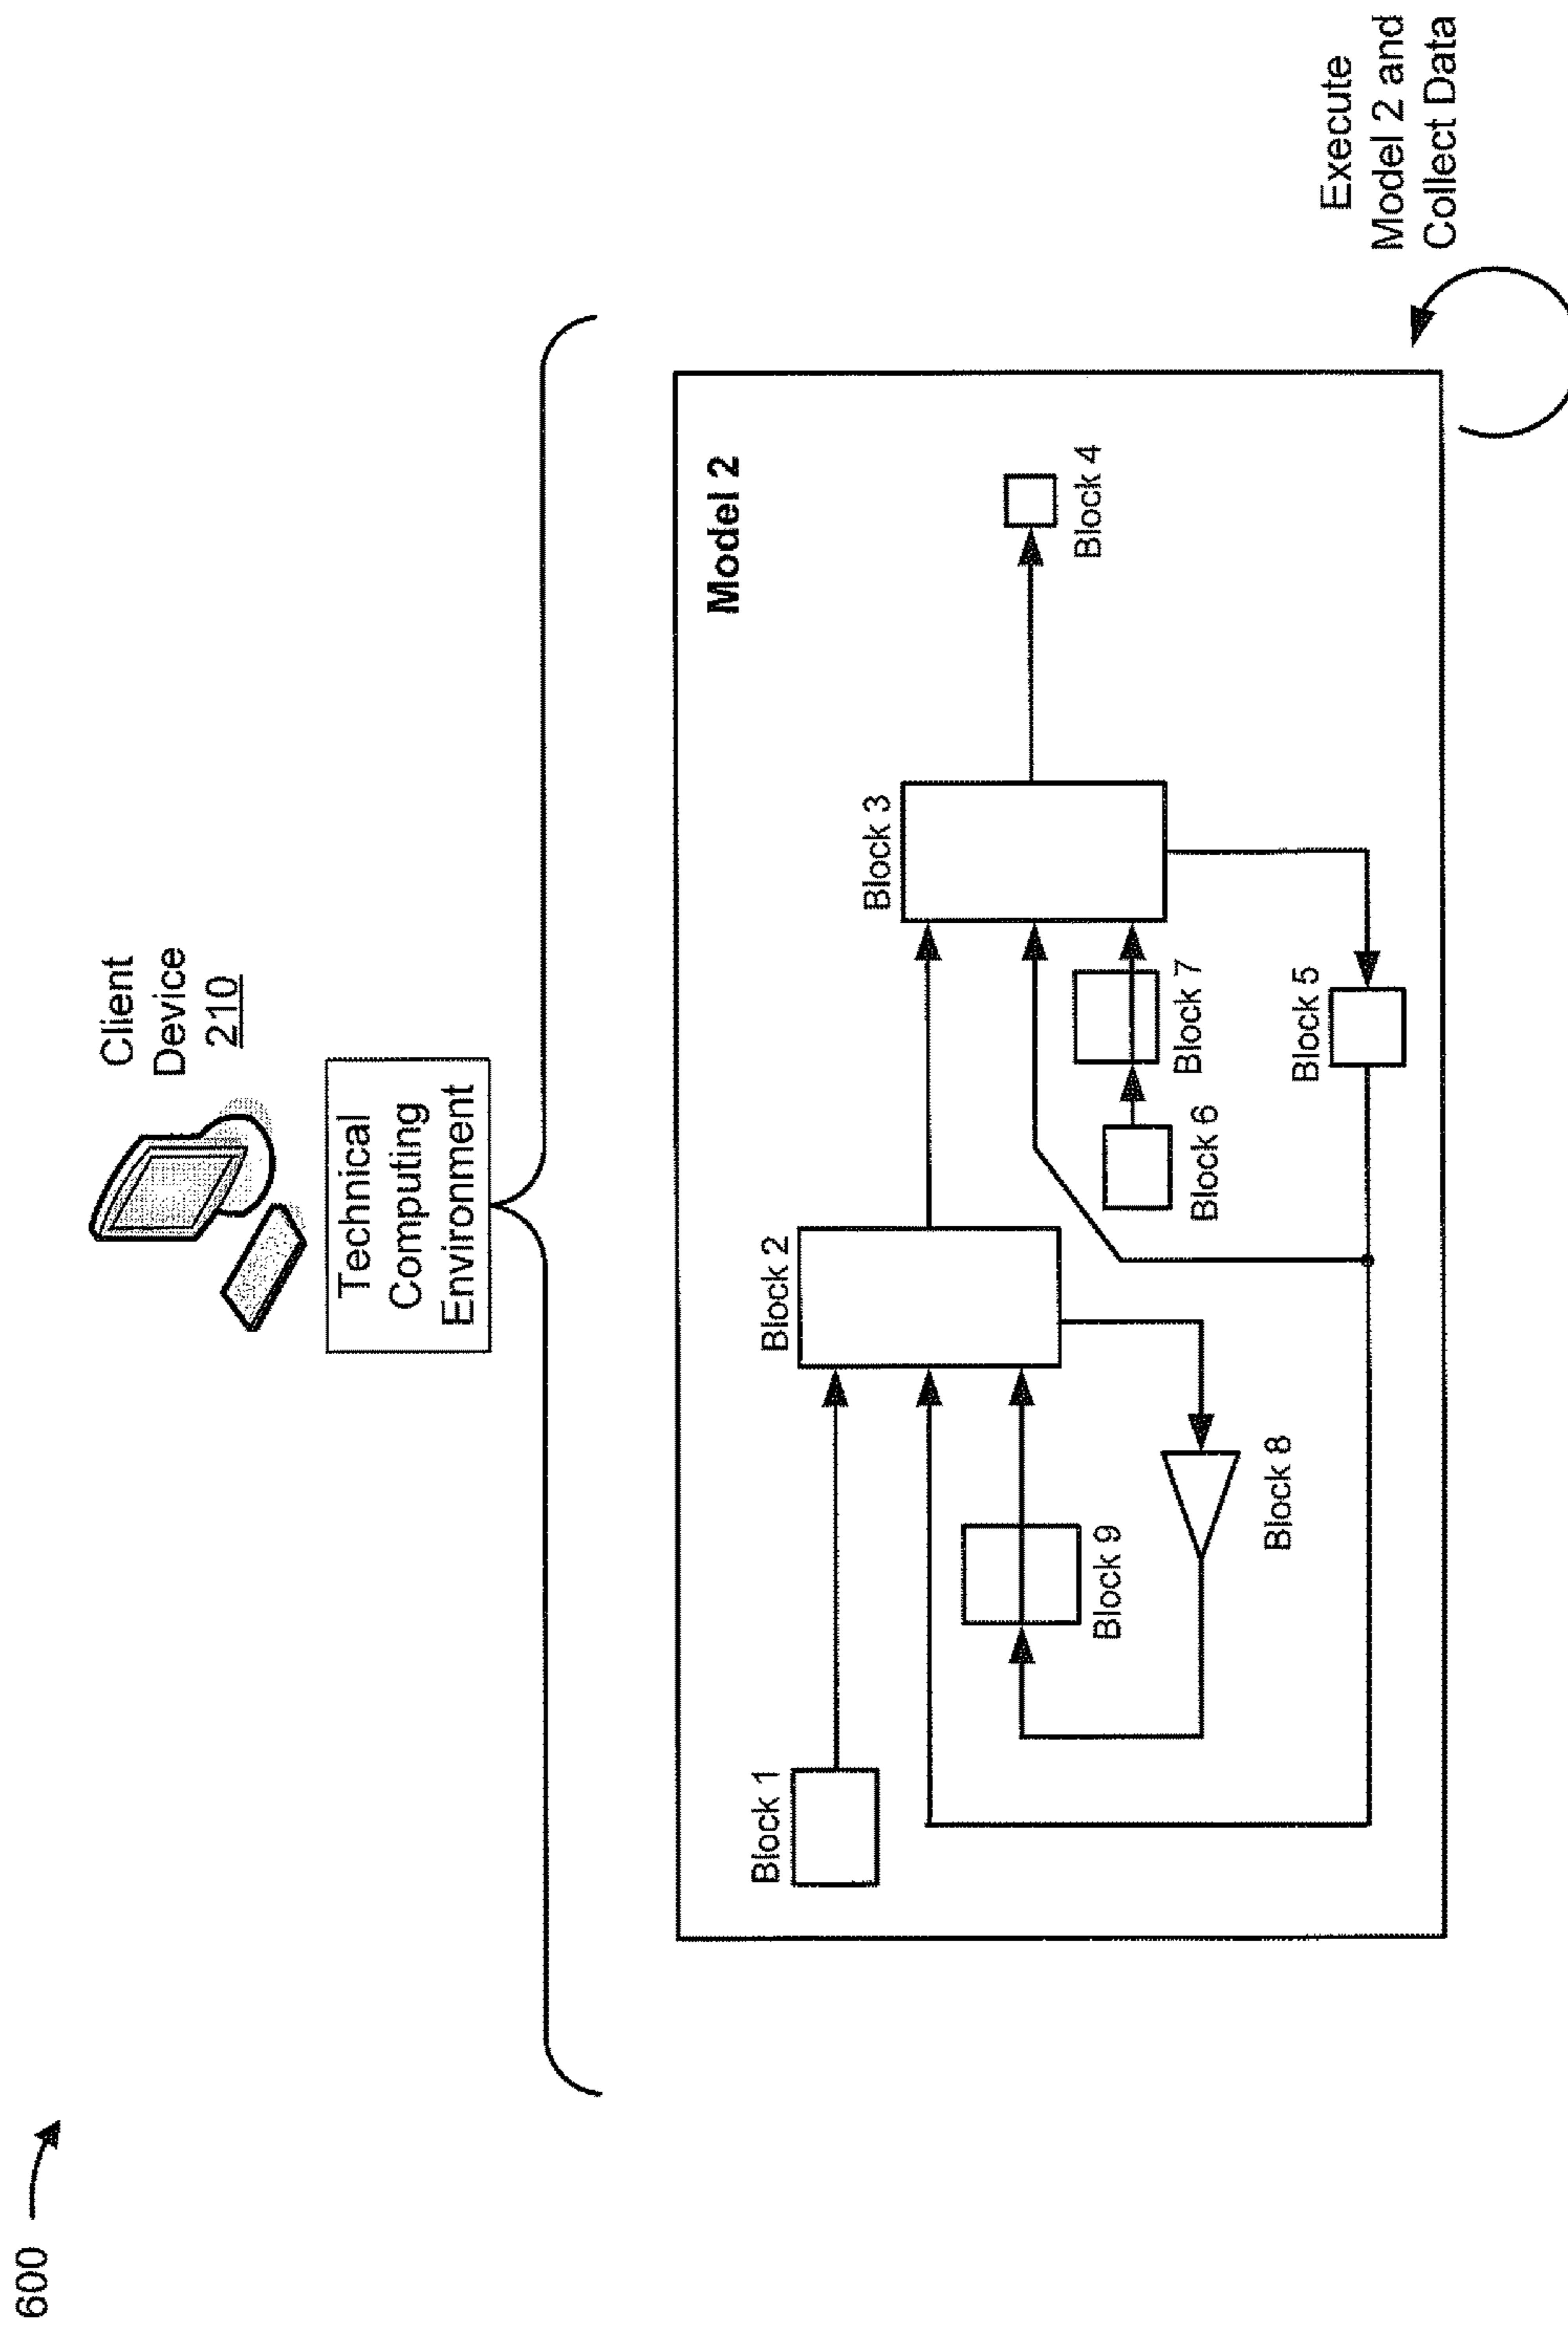 600
Client
Device
210
Technical
Computing
Environment
Model 2
Block 1
Block 2
Block 3
Block 4
Block 9
Block 7
Block 6
Block 8
Block 5
Execute
Model 2 and
Collect Data